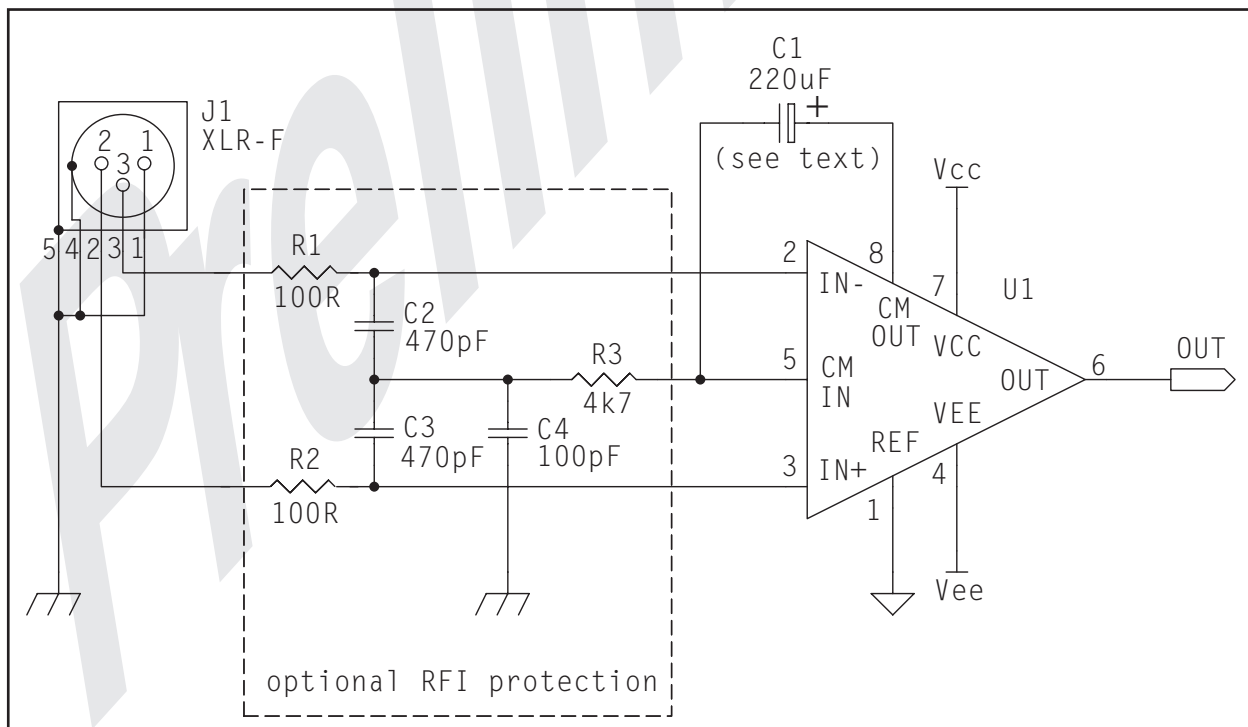 Prelim
C1
220uF
+
(see text)
J1
XLR-F
2
3
1
5
4
2
3
1
R1
100R
C2
470pF
R3
4k7
C3
470pF
C4
100pF
R2
100R
optional RFI protection
2
IN-
8
CM
OUT
Vcc
7
VCC
U1
5
CM
IN
OUT
6
OUT
VEE
REF
3
IN+
1
4
Vee